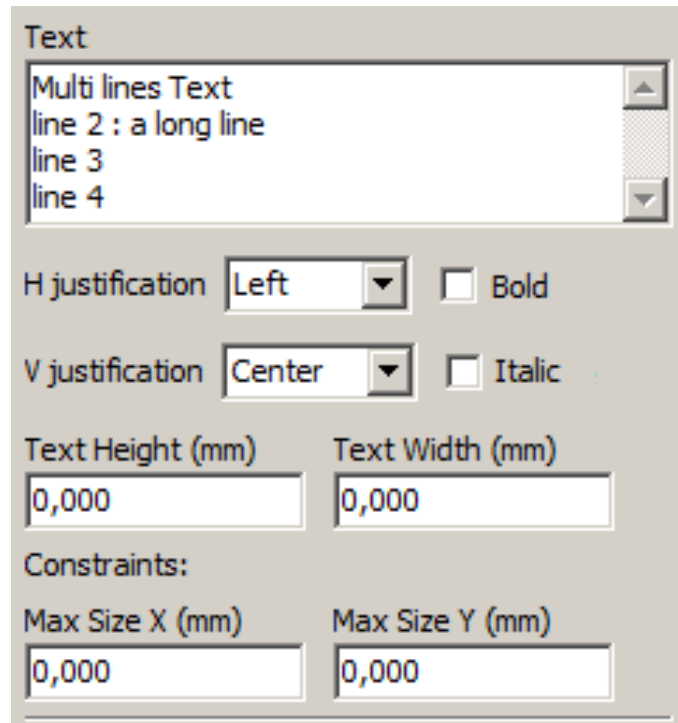 Text
Multi lines Text
line 2 : a long line
line 3
line 4
H justification Left Bold
V justification Center Italic
Text Height (mm) Text Width (mm)
0,000 0,000
Constraints:
Max Size X (mm) Max Size Y (mm)
0,000 0,000